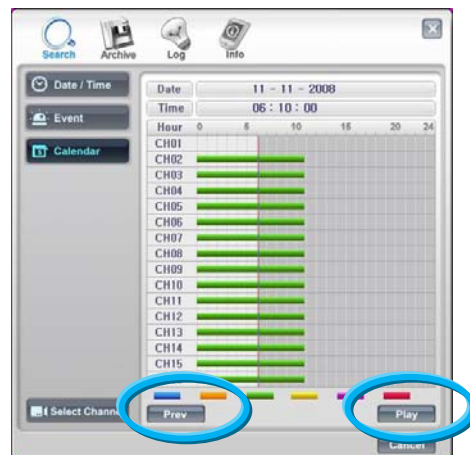 Search Archive Log Info
Date / Time
Event
Calendar
Date 11 - 11 - 2008
Time 06 : 10 : 00
Hour 0 5 10 15 20 24
CH01
CH02
CH03
CH04
CH05
CH06
CH07
CH08
CH09
CH10
CH11
CH12
CH13
CH14
CH15
Select Chann
Prev Play
Cancel